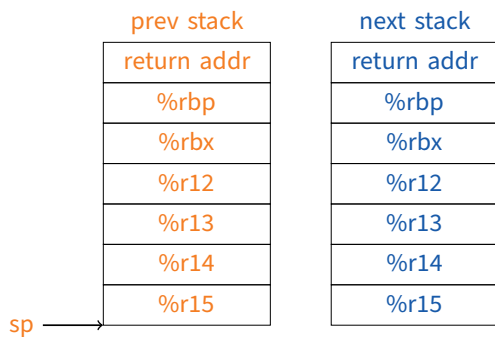 prev stack
return addr
%rbp
%rbx
%r12
%r13
%r14
%r15
sp
next stack
return addr
%rbp
%rbx
%r12
%r13
%r14
%r15